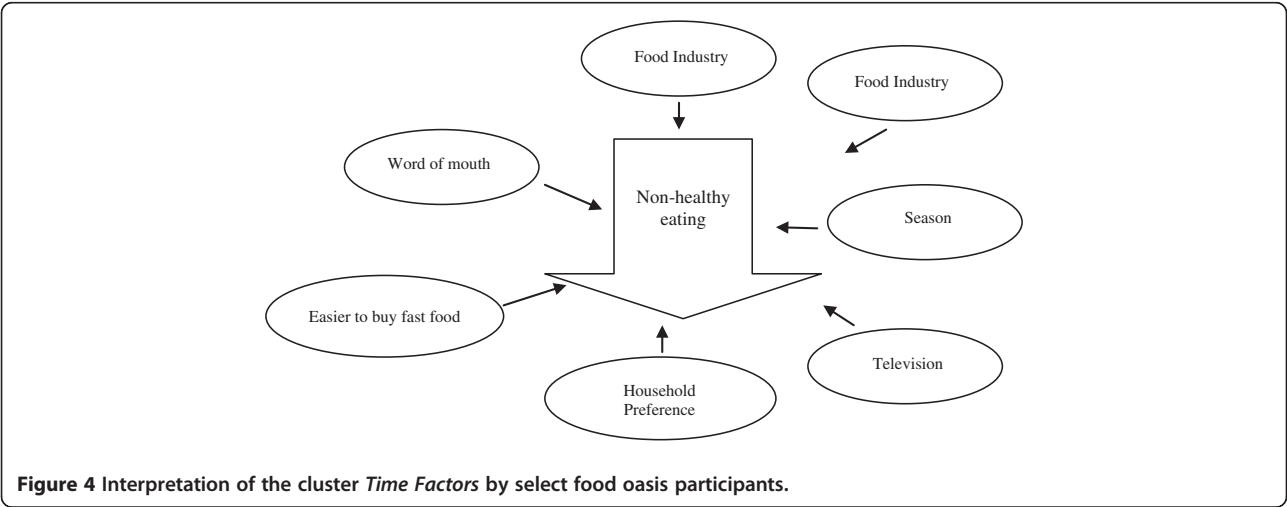 Food Industry
Food Industry
Word of mouth
Non-healthy
eating
Season
Easier to buy fast food
Television
Household
Preference
Figure 4 Interpretation of the cluster Time Factors by select food oasis participants.